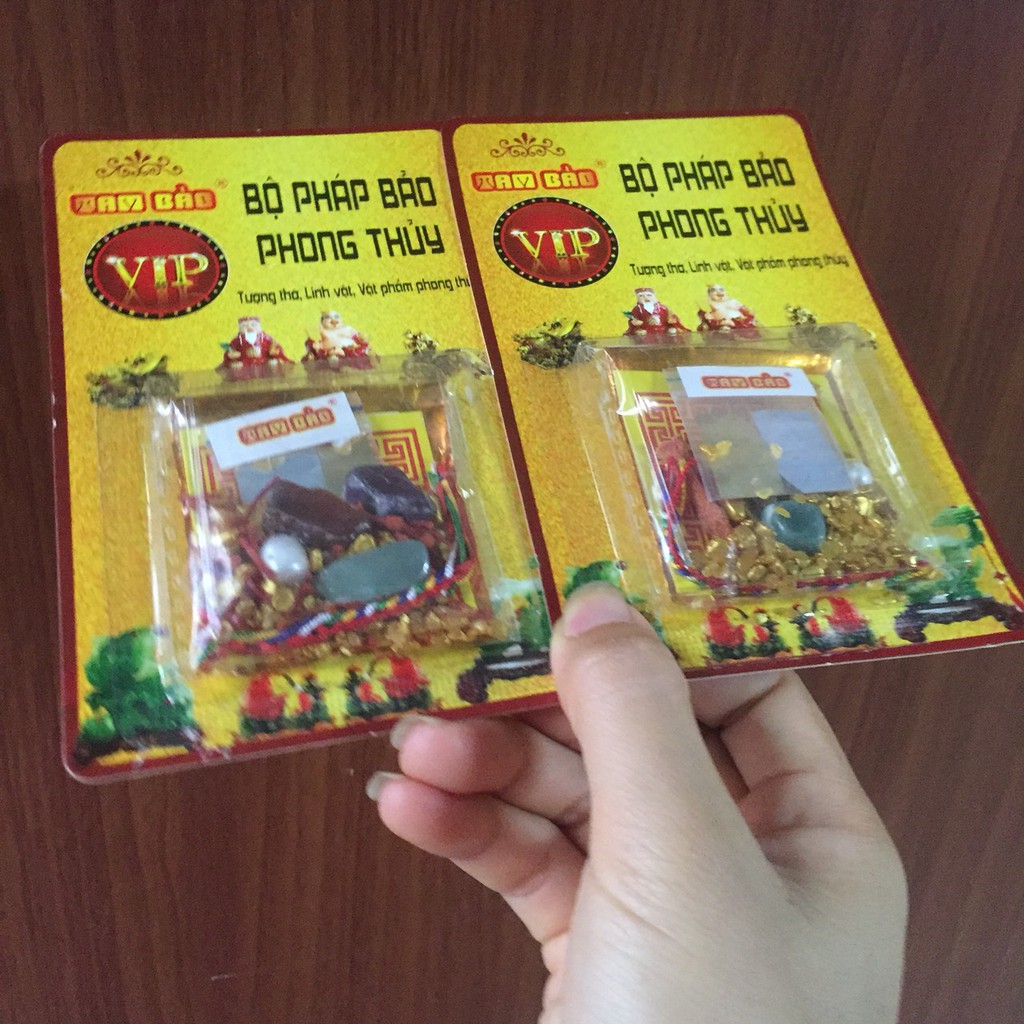 TAM BẢO®
VIP
BỘ PHÁP BẢO
PHONG THỦY
Tượng thờ, Linh vật, Vật phẩm phong
TAM BẢO®
TAM BẢO®
VIP
BỘ PHÁP BẢO
PHONG THỦY
Tượng thờ, Linh vật, Vật phẩm phong thủy
TAM BẢO®